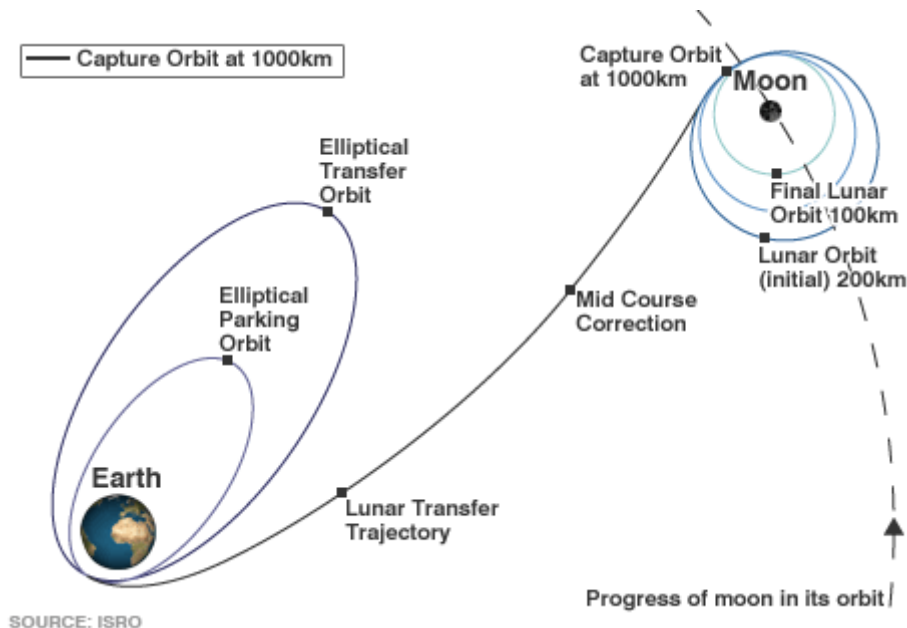 Capture Orbit at 1000km
Capture Orbit
at 1000km
Moon
Elliptical
Transfer
Orbit
Final Lunar
Orbit 100km
Lunar Orbit
(initial) 200km
Elliptical
Parking
Orbit
Mid Course
Correction
Earth
Lunar Transfer
Trajectory
Progress of moon in its orbit
SOURCE: ISRO